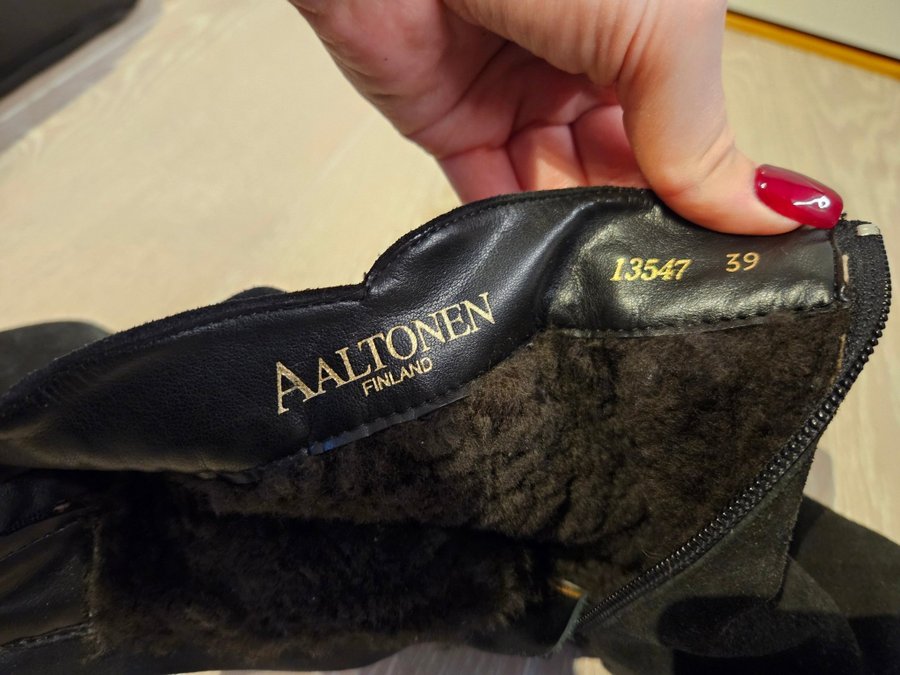 13547 39
AALTONEN
FINLAND